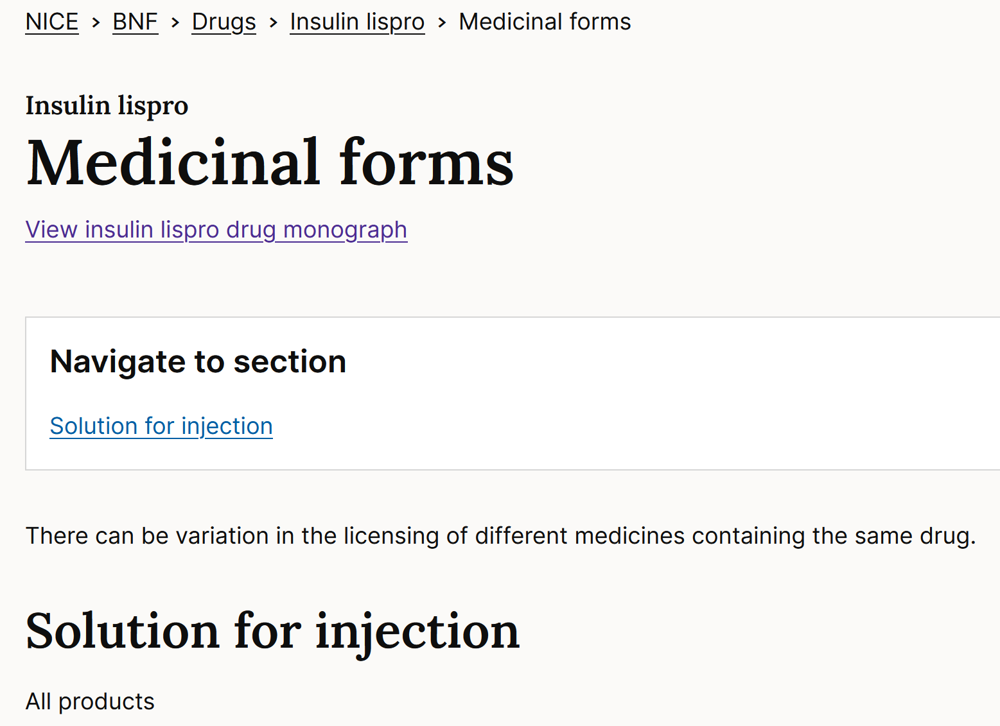 NICE > BNF > Drugs > Insulin lispro > Medicinal forms
Insulin lispro
Medicinal forms
View insulin lispro drug monograph
Navigate to section
Solution for injection
There can be variation in the licensing of different medicines containing the same drug.
Solution for injection
All products